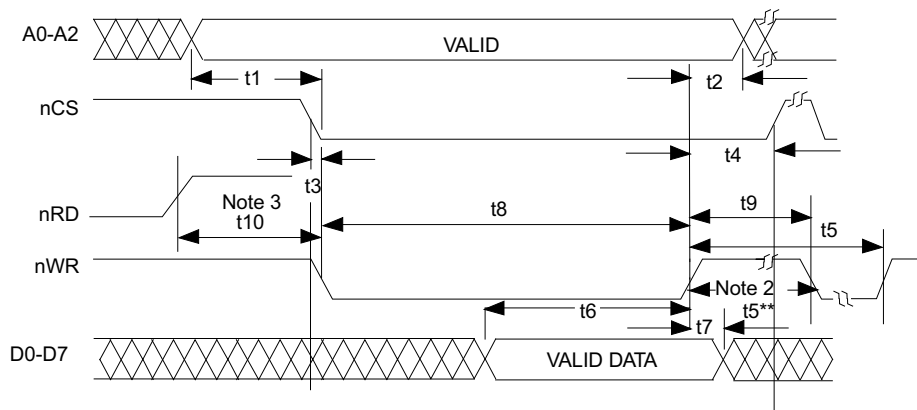 A0-A2
VALID
t1
t2
nCS
t4
t3
nRD
Note 3
t10
t8
t9
t5
nWR
Note 2
t6
t7
t5**
D0-D7
VALID DATA